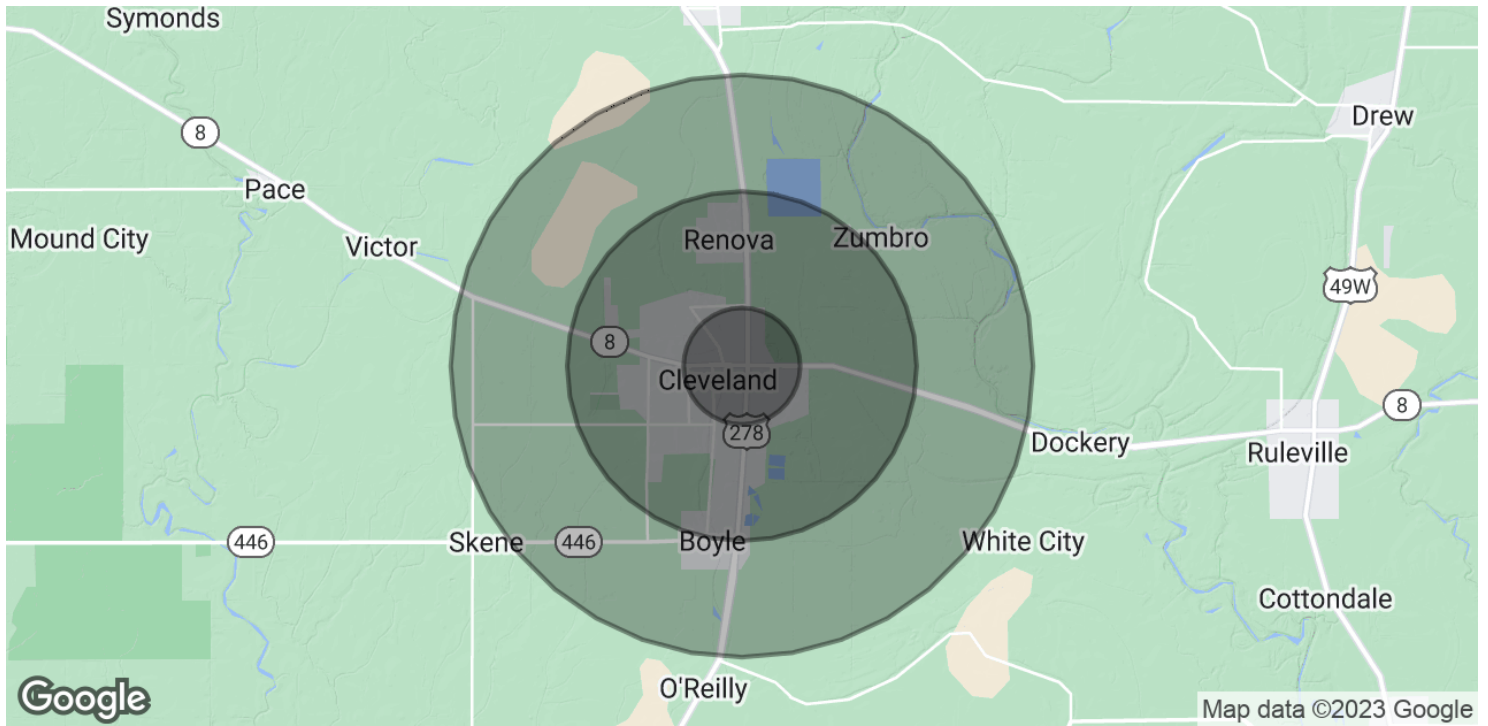 Symonds
Drew
8
Pace
Mound City
Victor
Renova
Zumbro
49W
8
Cleveland
8
278
Dockery
Ruleville
446
Skene
446
Boyle
White City
Cottondale
O'Reilly
Google
Map data ©2023 Google